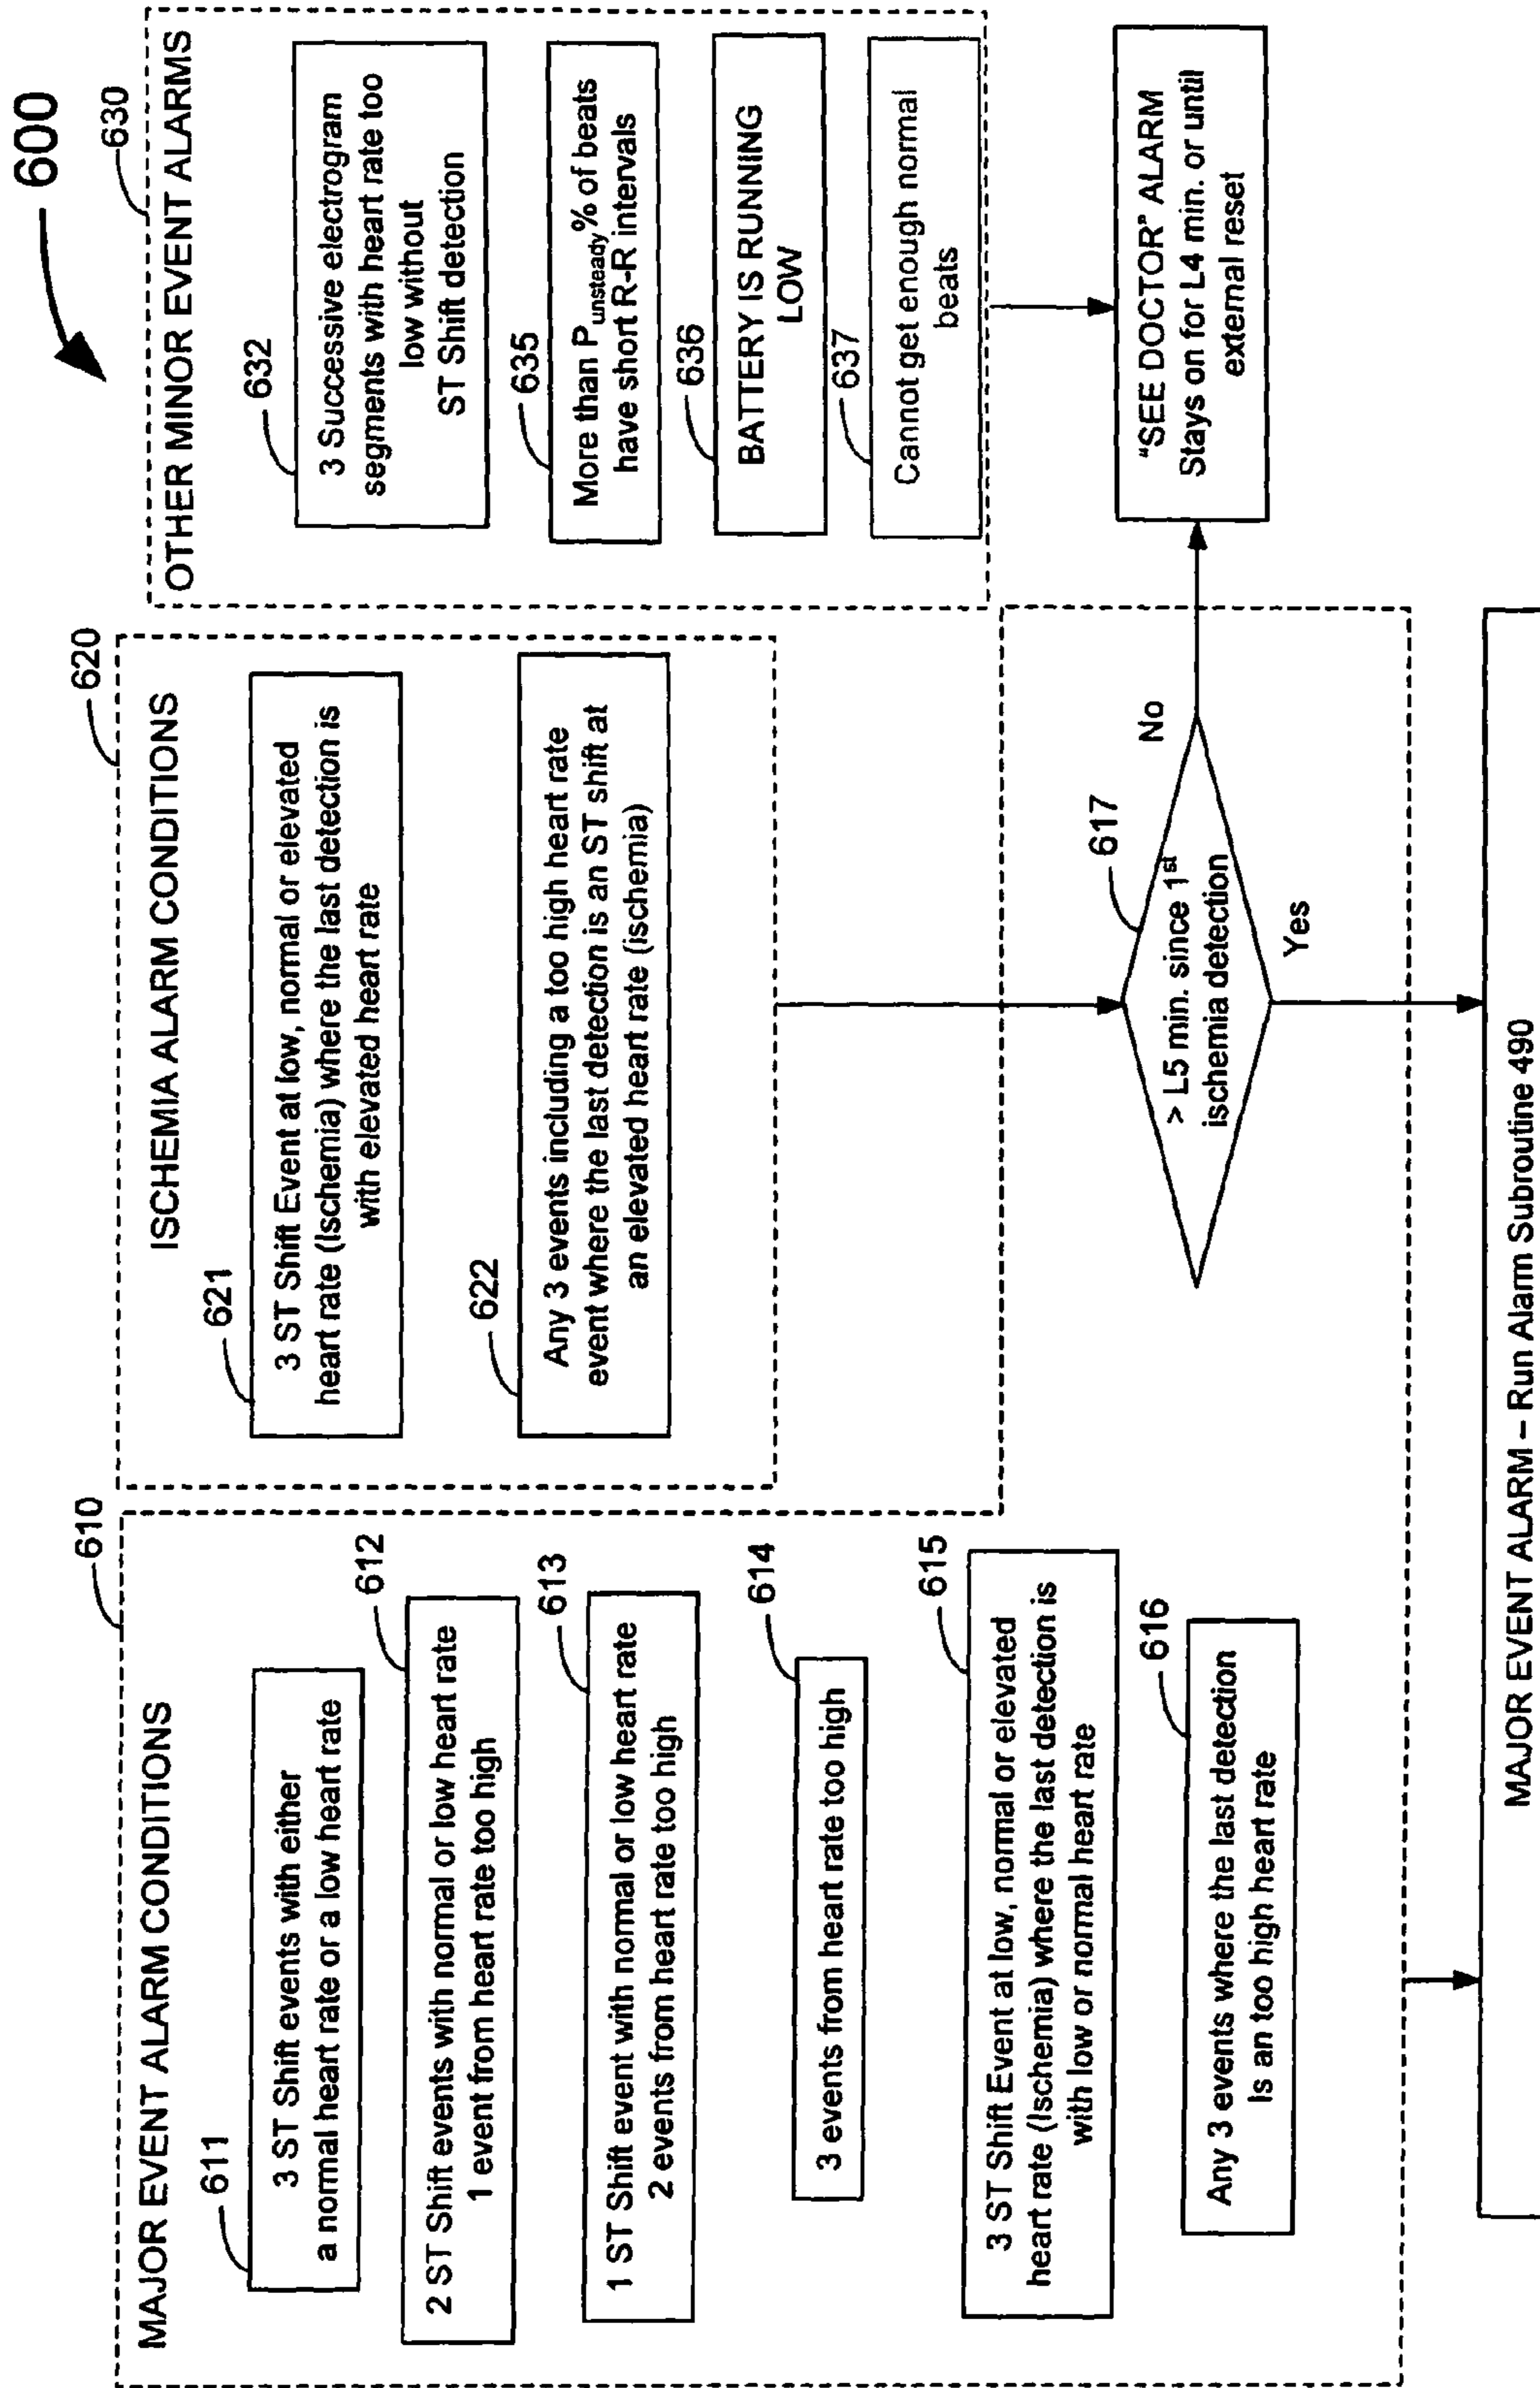 600
610
MAJOR EVENT ALARM CONDITIONS
611
3 ST Shift events with either
a normal heart rate or a low heart rate
612
2 ST Shift events with normal or low heart rate
1 event from heart rate too high
613
1 ST Shift event with normal or low heart rate
2 events from heart rate too high
614
3 events from heart rate too high
615
3 ST Shift Event at low, normal or elevated
heart rate (Ischemia) where the last detection is
with low or normal heart rate
616
Any 3 events where the last detection
Is an too high heart rate
620
ISCHEMIA ALARM CONDITIONS
621
3 ST Shift Event at low, normal or elevated
heart rate (Ischemia) where the last detection is
with elevated heart rate
622
Any 3 events including a too high heart rate
event where the last detection is an ST shift at
an elevated heart rate (ischemia)
617
> L5 min. since 1st
ischemia detection
No
Yes
630
OTHER MINOR EVENT ALARMS
632
3 Successive electrogram
segments with heart rate too
low without
ST Shift detection
635
More than Punsteady% of beats
have short R-R intervals
636
BATTERY IS RUNNING
LOW
637
Cannot get enough normal
beats
"SEE DOCTOR" ALARM
Stays on for L4 min. or until
external reset
MAJOR EVENT ALARM – Run Alarm Subroutine 490